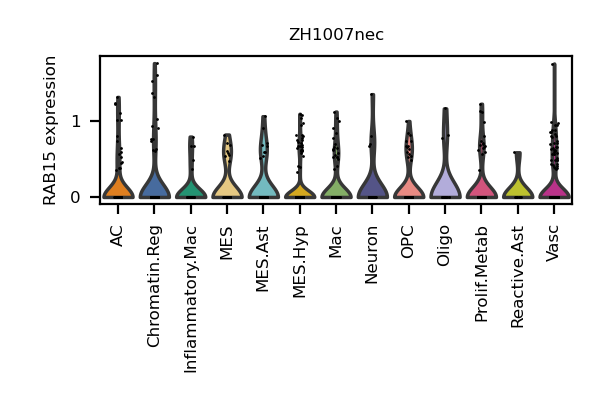 ZH1007nec
RAB15 expression
1
0
AC
Chromatin.Reg
Inflammatory.Mac
MES
MES.Ast
MES.Hyp
Mac
Neuron
OPC
Oligo
Prolif.Metab
Reactive.Ast
Vasc